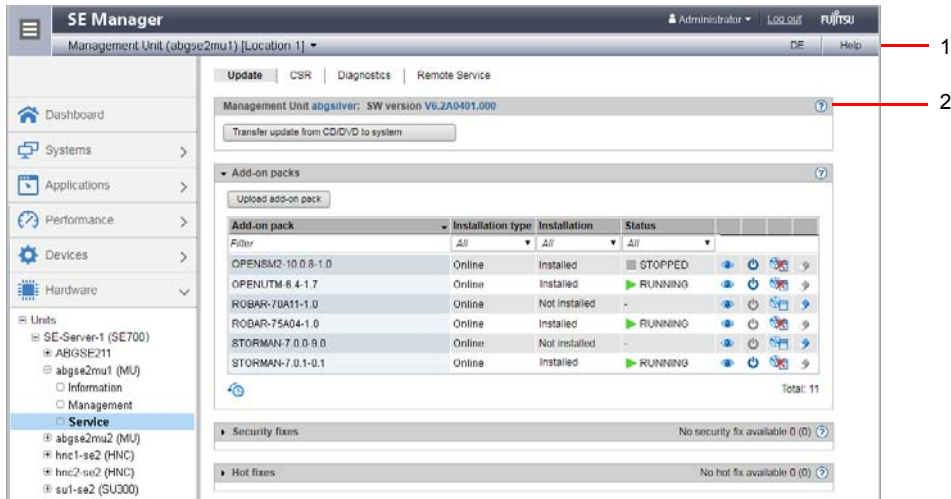 SE Manager
Administrator
Log out
FUJITSU
Management Unit (abgse2mu1) [Location 1]
DE
Help
1
Update | CSR | Diagnostics | Remote Service
Management Unit abgsilver: SW version V6.2A0401.000
2
Transfer update from CD/DVD to system
Dashboard
Systems
Applications
Performance
Devices
Hardware
Units
SE-Server-1 (SE700)
ABGSE211
abgse2mu1 (MU)
Information
Management
Service
abgse2mu2 (MU)
hnc1-se2 (HNC)
hnc2-se2 (HNC)
su1-se2 (SU300)
Add-on packs
Upload add-on pack
Add-on pack Installation type Installation Status
Filter All All All
OPENSM2-10.0.8-1.0 Online Installed STOPPED
OPENUTM-6.4-1.7 Online Installed RUNNING
ROBAR-70A11-1.0 Online Not installed -
ROBAR-75A04-1.0 Online Installed RUNNING
STORMAN-7.0.0-9.0 Online Not installed -
STORMAN-7.0.1-0.1 Online Installed RUNNING
Total: 11
Security fixes No security fix available 0 (0)
Hot fixes No hot fix available 0 (0)